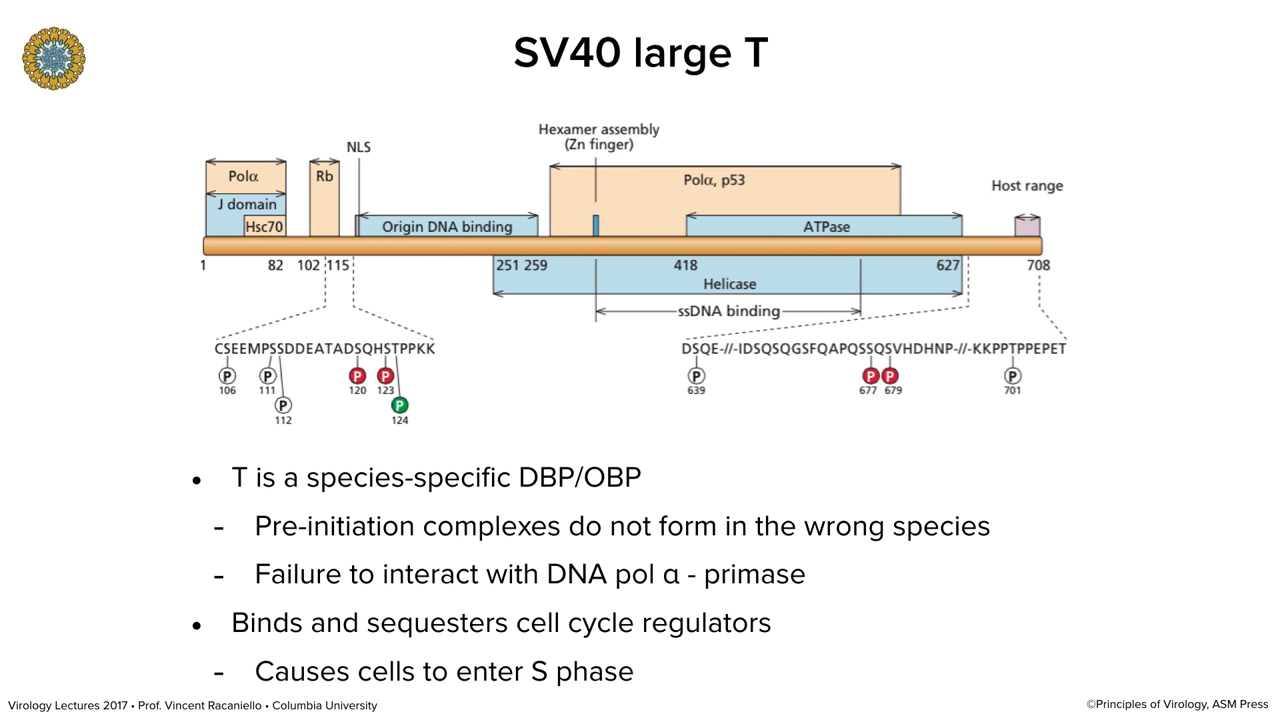 SV40 large T
Hexamer assembly
(Zn finger)
NLS
Polα
Rb
Polα, p53
Host range
J domain
Hsc70
Origin DNA binding
ATPase
1
82
102
115
251
259
418
627
708
Helicase
ssDNA binding
CSEEMPSSDDEATADSQHSTPPKK
DSQE-//-IDSQSQGSFQAPQSSQSVHDHNP-//-KKPPTPPEPET
P
P
P
P
P
P
P
P
106
111
120
123
639
677
679
701
P
P
112
124
• T is a species-specific DBP/OBP
- Pre-initiation complexes do not form in the wrong species
- Failure to interact with DNA pol α - primase
• Binds and sequesters cell cycle regulators
- Causes cells to enter S phase
Virology Lectures 2017 • Prof. Vincent Racaniello • Columbia University
©Principles of Virology, ASM Press